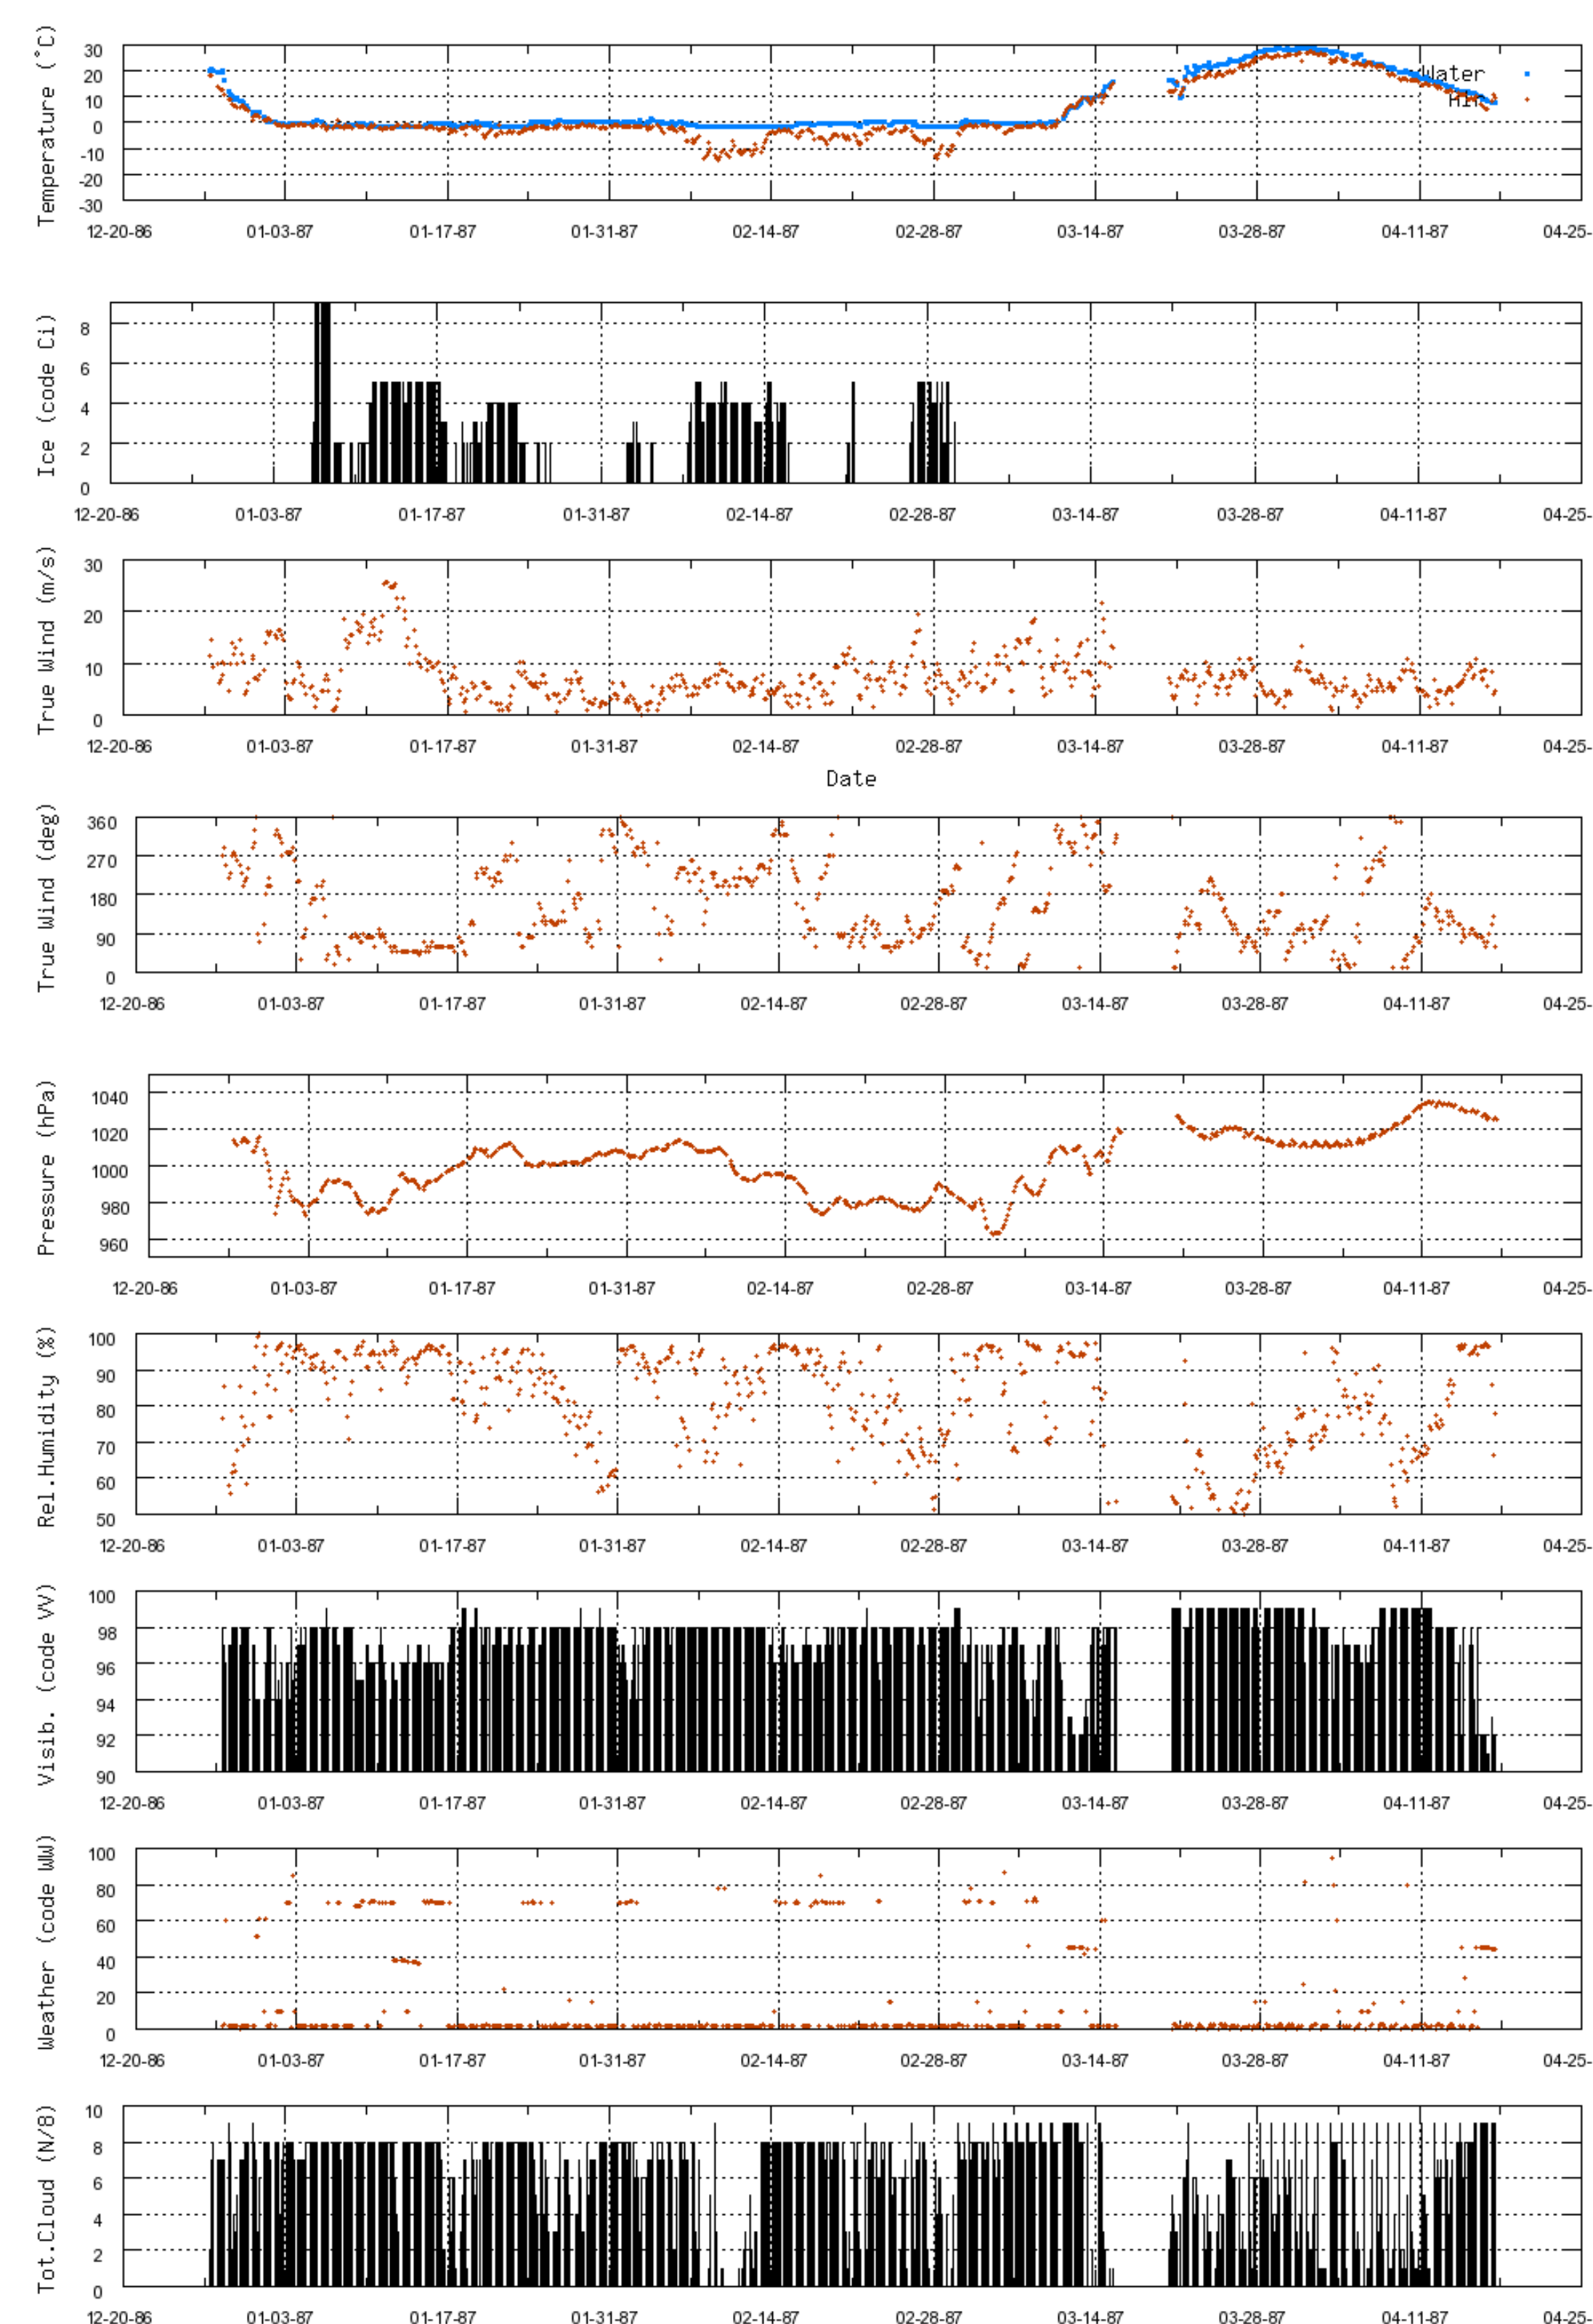 Temperature (°C)
30
20
10
0
-10
-20
-30
Water
12-20-86 01-03-87 01-17-87 01-31-87 02-14-87 02-28-87 03-14-87 03-28-87 04-11-87 04-25-
Ice (code Ci)
8
6
4
2
0
12-20-86 01-03-87 01-17-87 01-31-87 02-14-87 02-28-87 03-14-87 03-28-87 04-11-87 04-25-
True Wind (m/s)
30
20
10
0
12-20-86 01-03-87 01-17-87 01-31-87 02-14-87 02-28-87 03-14-87 03-28-87 04-11-87 04-25-
Date
True Wind (deg)
360
270
180
90
0
12-20-86 01-03-87 01-17-87 01-31-87 02-14-87 02-28-87 03-14-87 03-28-87 04-11-87 04-25-
Pressure (hPa)
1040
1020
1000
980
960
12-20-86 01-03-87 01-17-87 01-31-87 02-14-87 02-28-87 03-14-87 03-28-87 04-11-87 04-25-
Rel.Humidity (%)
100
90
80
70
60
50
12-20-86 01-03-87 01-17-87 01-31-87 02-14-87 02-28-87 03-14-87 03-28-87 04-11-87 04-25-
Visib. (code VV)
100
98
96
94
92
90
12-20-86 01-03-87 01-17-87 01-31-87 02-14-87 02-28-87 03-14-87 03-28-87 04-11-87 04-25-
Weather (code WW)
100
80
60
40
20
0
12-20-86 01-03-87 01-17-87 01-31-87 02-14-87 02-28-87 03-14-87 03-28-87 04-11-87 04-25-
Tot.Cloud (N/8)
10
8
6
4
2
0
12-20-86 01-03-87 01-17-87 01-31-87 02-14-87 02-28-87 03-14-87 03-28-87 04-11-87 04-25-